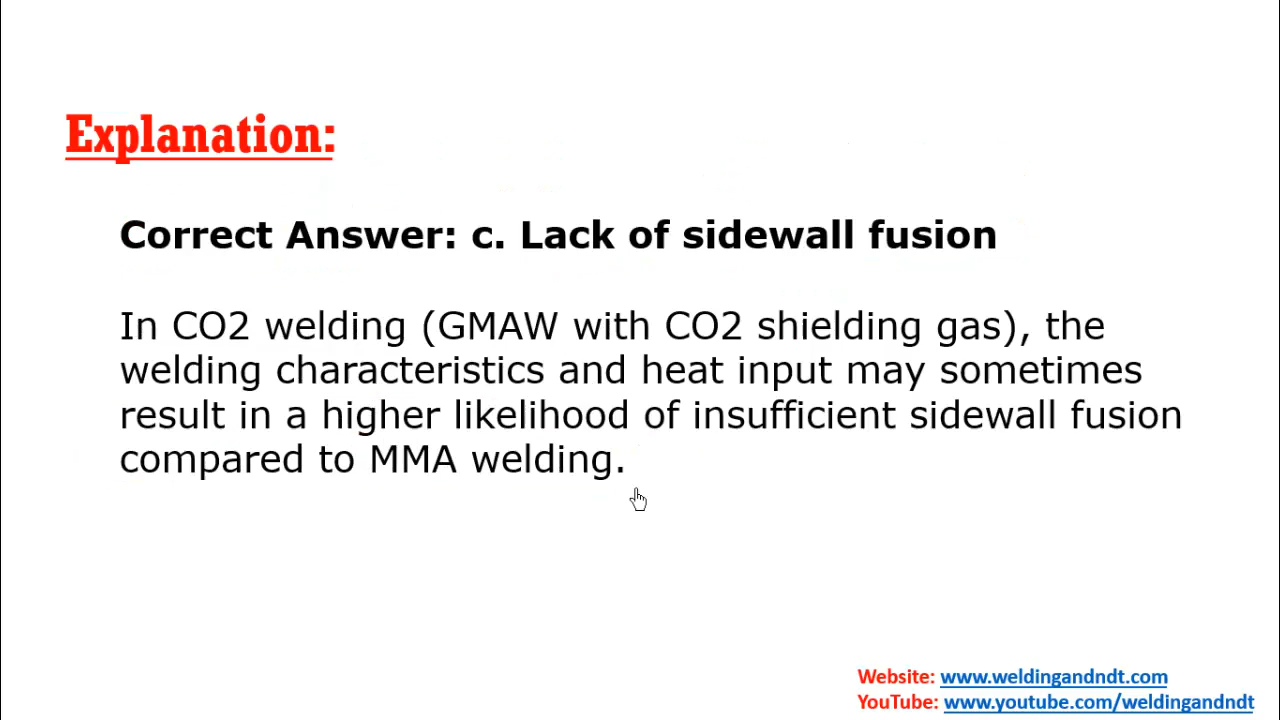 Explanation:
Correct Answer: c. Lack of sidewall fusion
In CO2 welding (GMAW with CO2 shielding gas), the
welding characteristics and heat input may sometimes
result in a higher likelihood of insufficient sidewall fusion
compared to MMA welding.
Website: www.weldingandndt.com
YouTube: www.youtube.com/weldingandndt